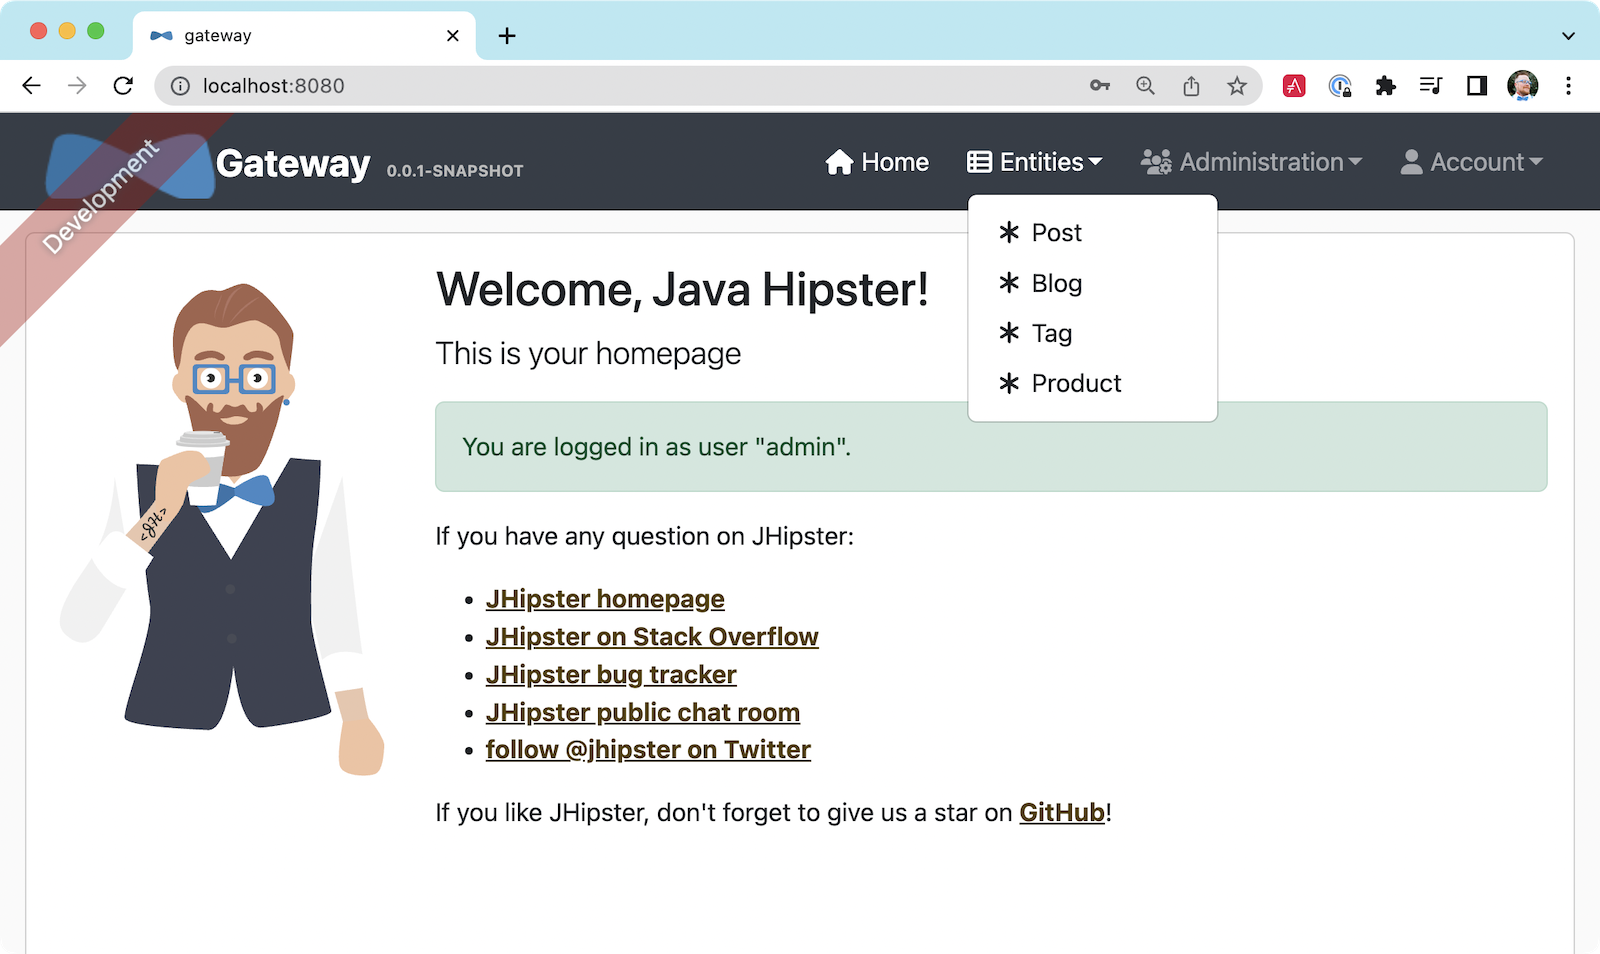 gateway
localhost:8080
Development
Gateway 0.0.1-SNAPSHOT
Home Entities Administration Account
Post
Blog
Tag
Product
Welcome, Java Hipster!
This is your homepage
You are logged in as user "admin".
If you have any question on JHipster:
JHipster homepage
JHipster on Stack Overflow
JHipster bug tracker
JHipster public chat room
follow @jhipster on Twitter
If you like JHipster, don't forget to give us a star on GitHub!
<JH>